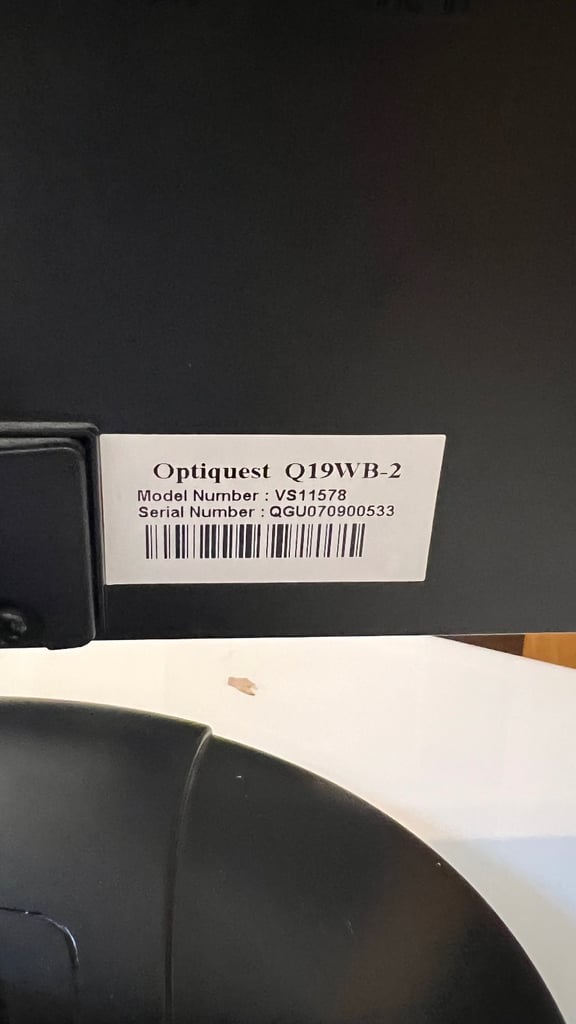 Optiquest Q19WB-2
Model Number : VS11578
Serial Number : QGU070900533